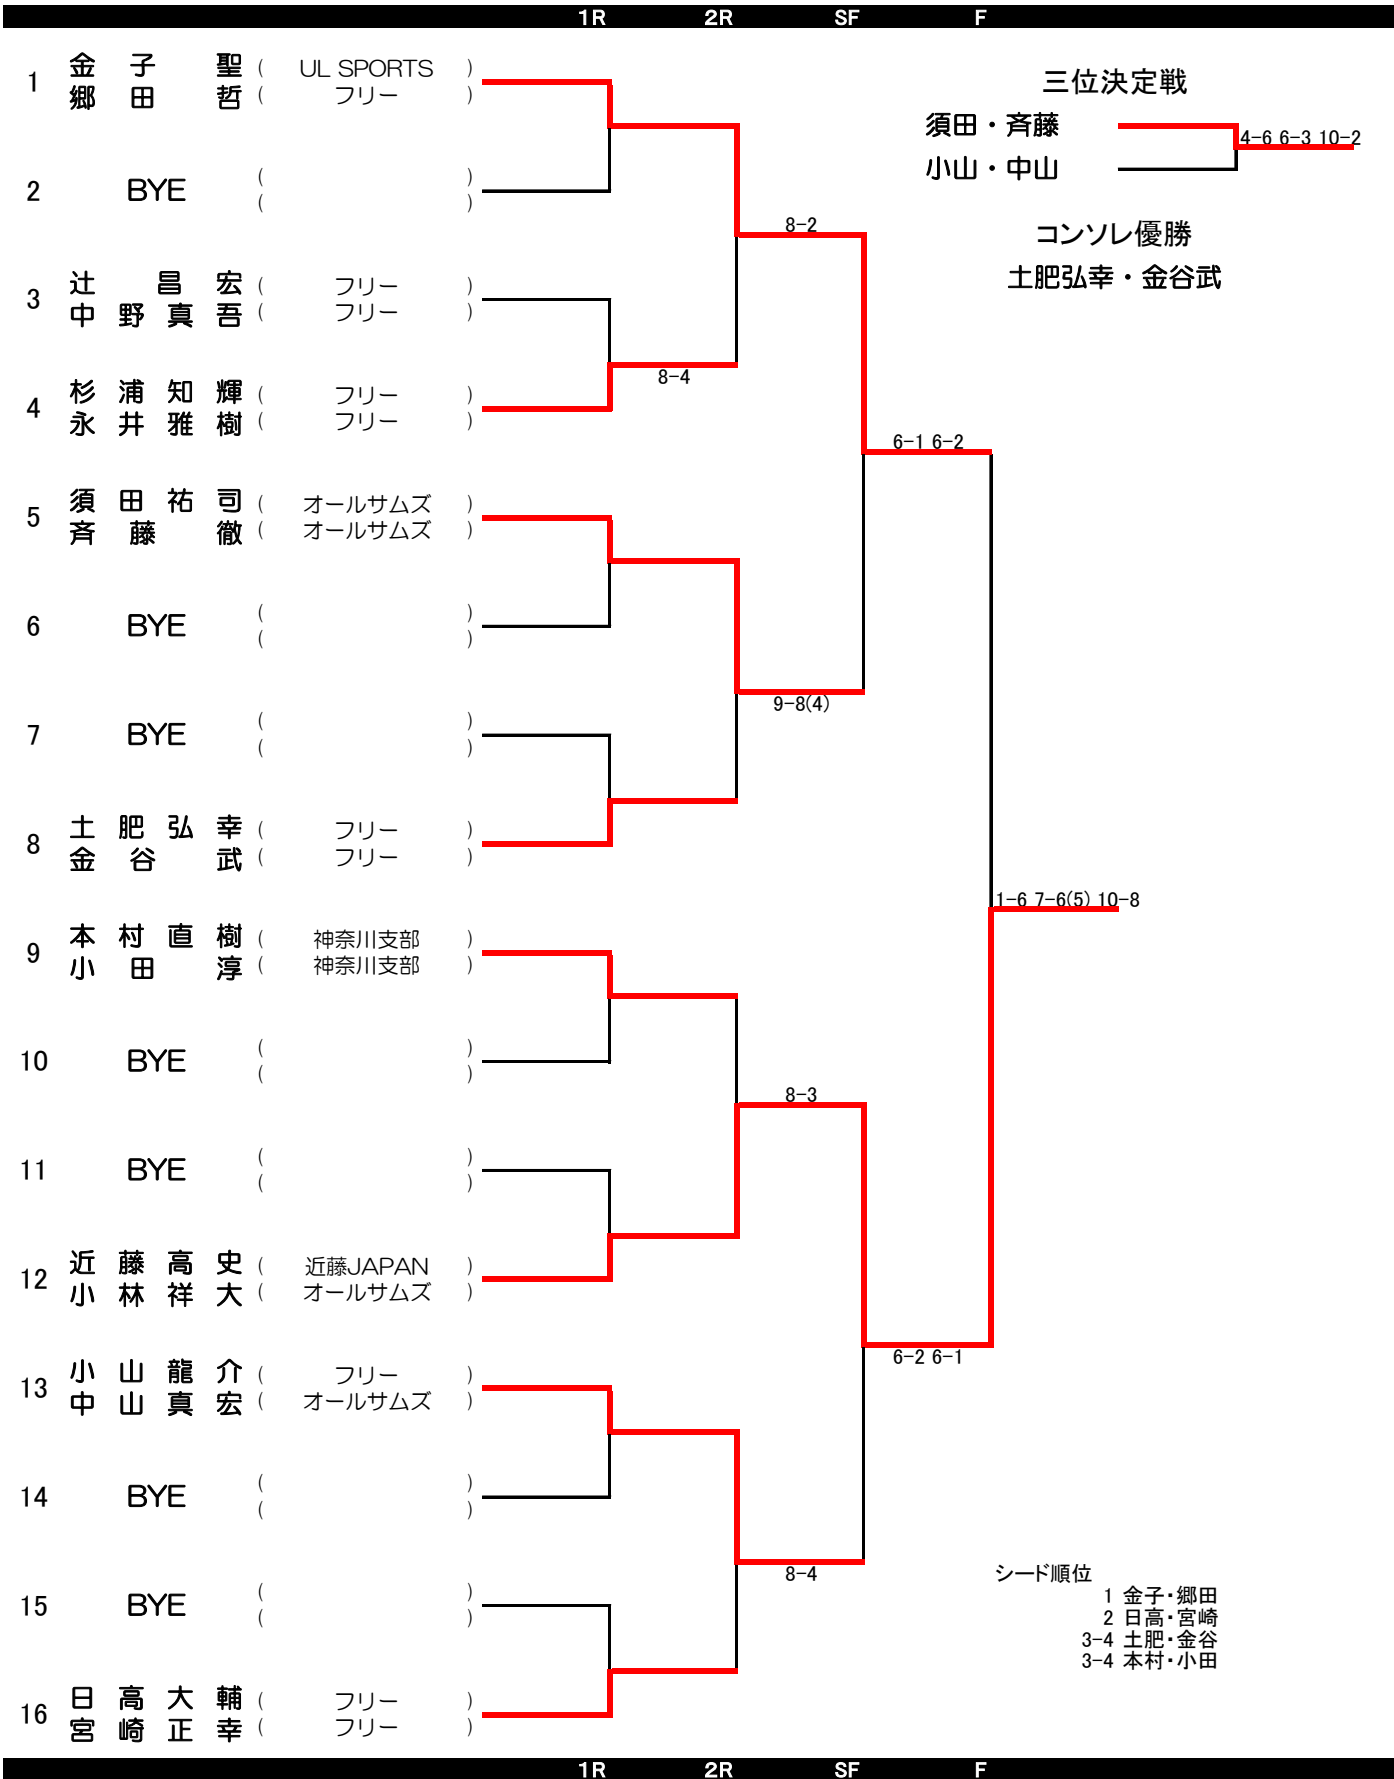 1R 2R SF F
1 金子 聖 ( UL SPORTS )
郷田 哲 ( フリー )
三位決定戦
須田・斉藤
4-6 6-3 10-2
小山・中山
2 BYE ( )
( )
8-2
コンソレ優勝
土肥弘幸・金谷武
3 辻 昌宏 ( フリー )
中野真吾 ( フリー )
8-4
4 杉浦知輝 ( フリー )
永井雅樹 ( フリー )
6-1 6-2
5 須田祐司 ( オールサムズ )
斉藤 徹 ( オールサムズ )
6 BYE ( )
( )
9-8(4)
7 BYE ( )
( )
8 土肥弘幸 ( フリー )
金谷 武 ( フリー )
1-6 7-6(5) 10-8
9 本村直樹 ( 神奈川支部 )
小田 淳 ( 神奈川支部 )
10 BYE ( )
( )
8-3
11 BYE ( )
( )
12 近藤高史 ( 近藤JAPAN )
小林祥大 ( オールサムズ )
6-2 6-1
13 小山龍介 ( フリー )
中山真宏 ( オールサムズ )
14 BYE ( )
( )
8-4
シード順位
1 金子・郷田
2 日高・宮崎
3-4 土肥・金谷
3-4 本村・小田
15 BYE ( )
( )
16 日高大輔 ( フリー )
宮崎正幸 ( フリー )
1R 2R SF F